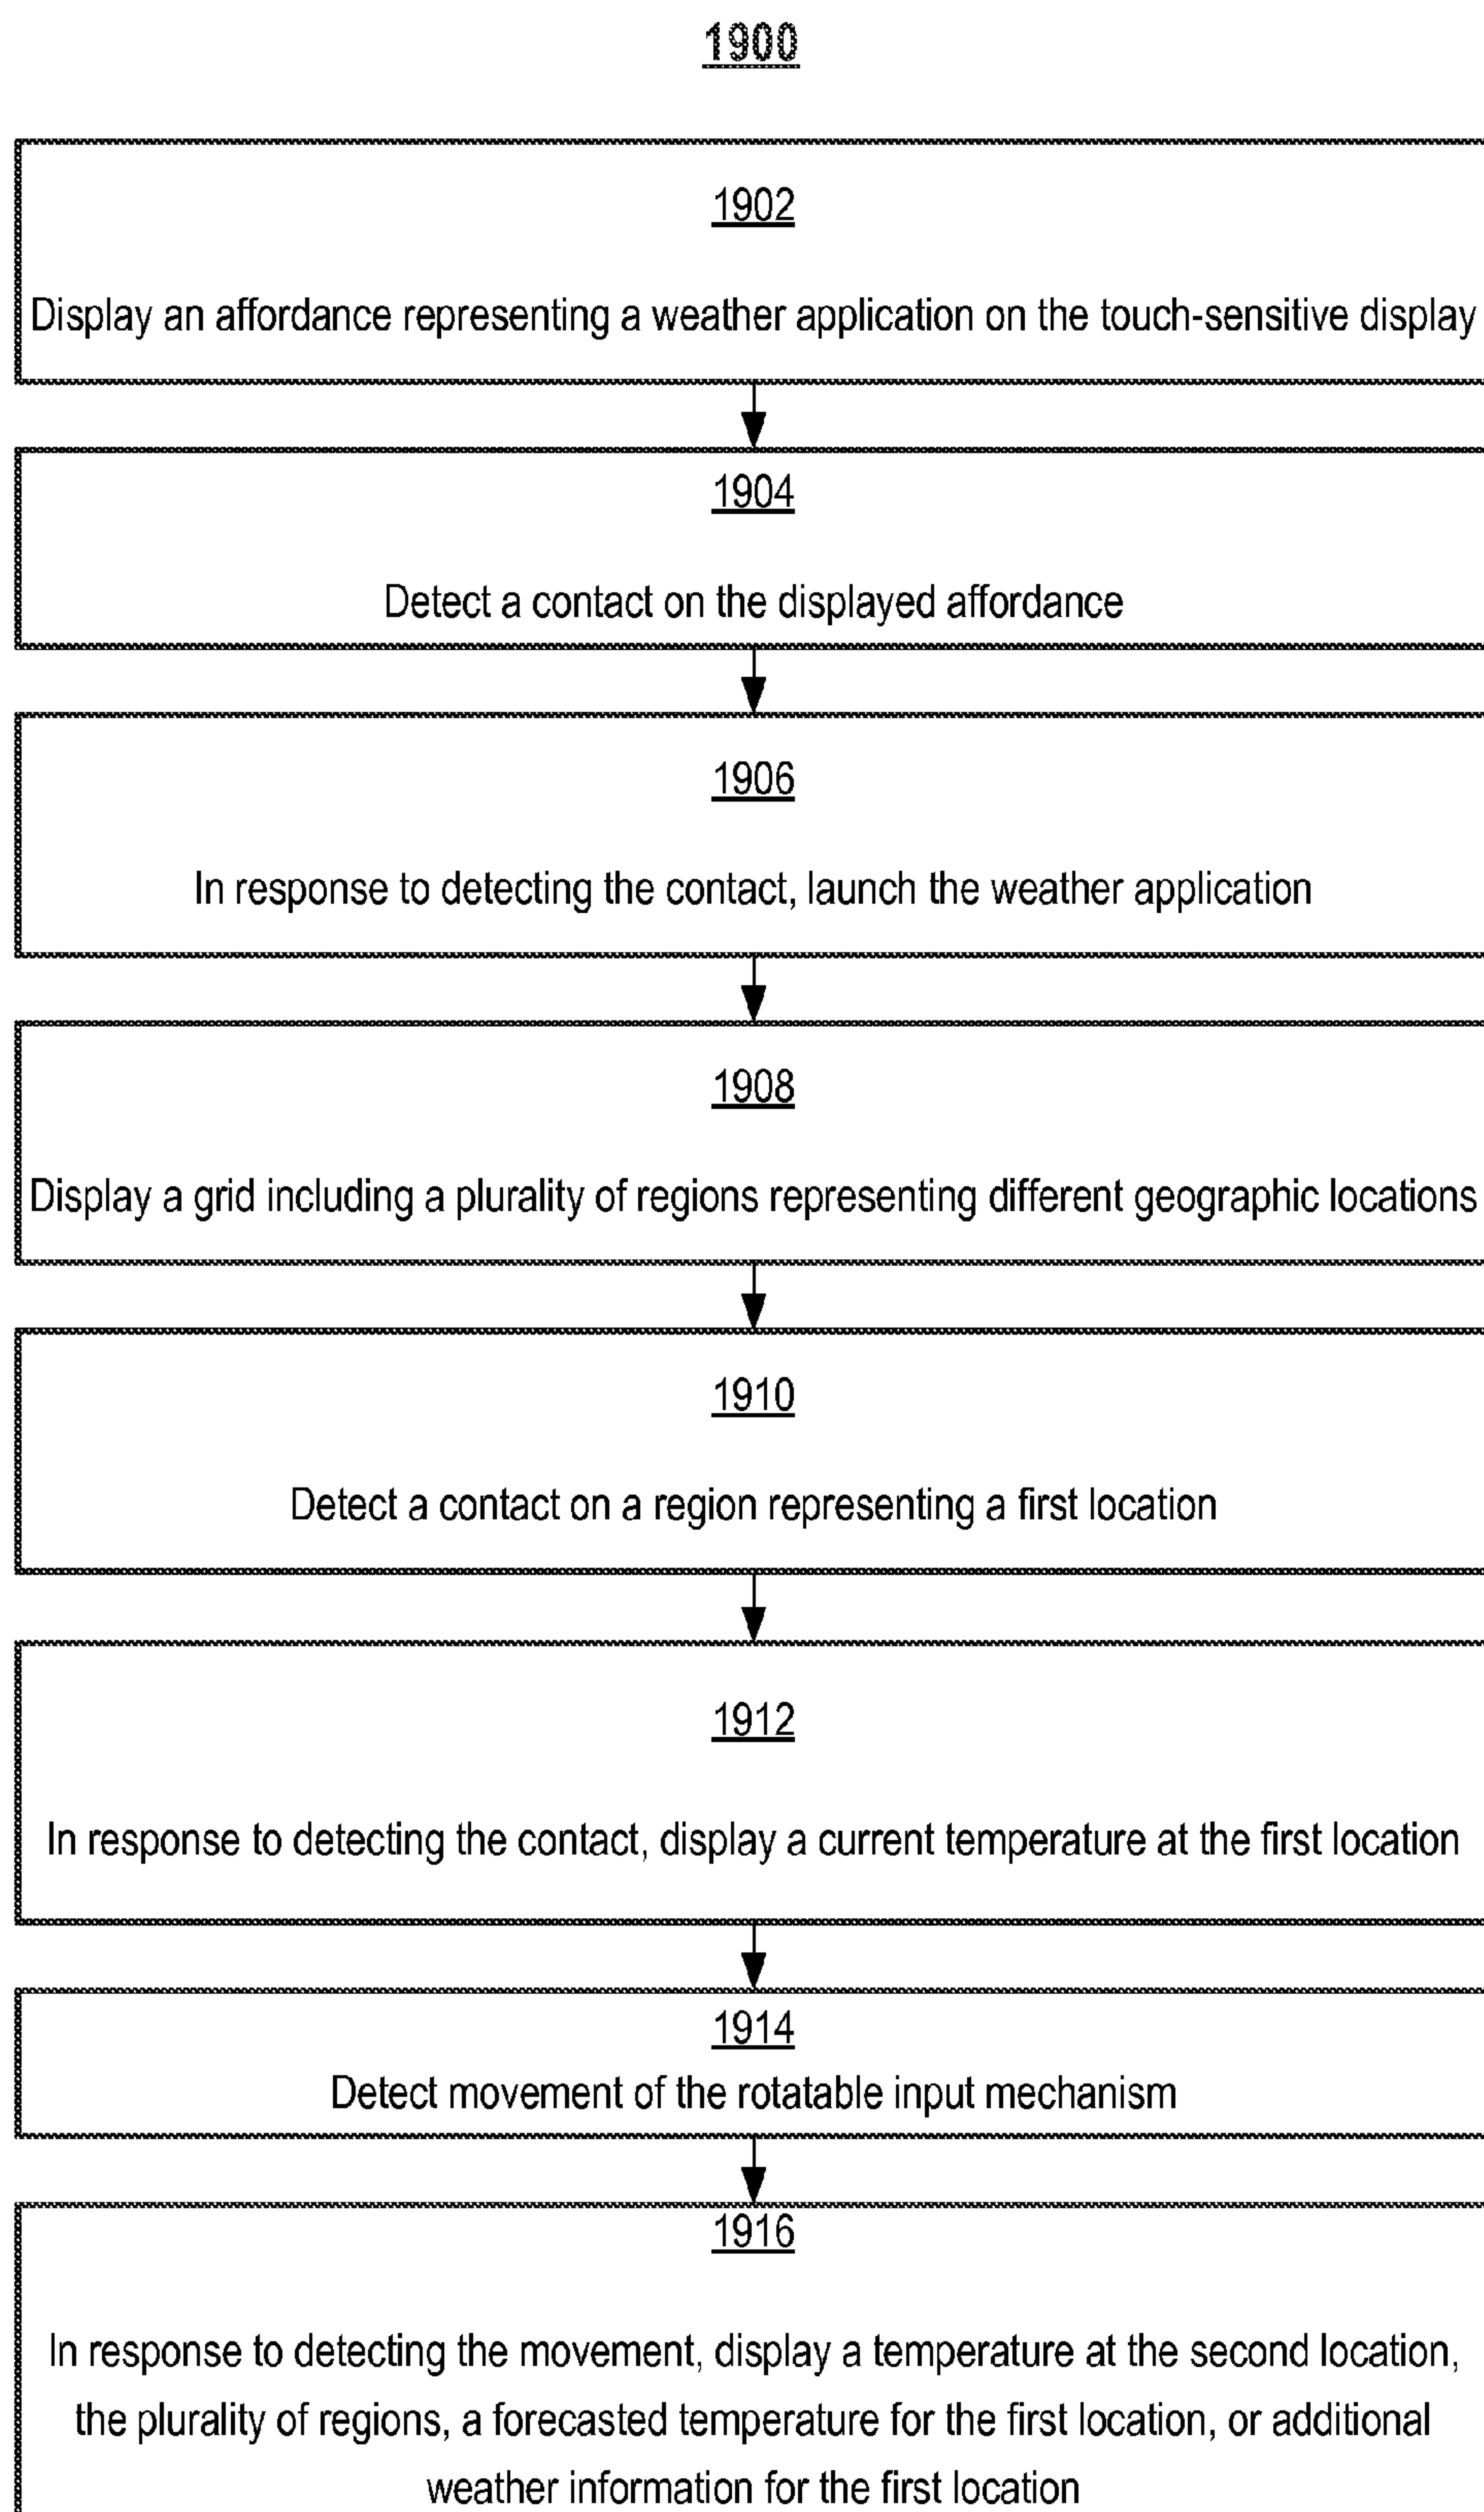 1900
1902
Display an affordance representing a weather application on the touch-sensitive display
1904
Detect a contact on the displayed affordance
1906
In response to detecting the contact, launch the weather application
1908
Display a grid including a plurality of regions representing different geographic locations
1910
Detect a contact on a region representing a first location
1912
In response to detecting the contact, display a current temperature at the first location
1914
Detect movement of the rotatable input mechanism
1916
In response to detecting the movement, display a temperature at the second location,
the plurality of regions, a forecasted temperature for the first location, or additional
weather information for the first location